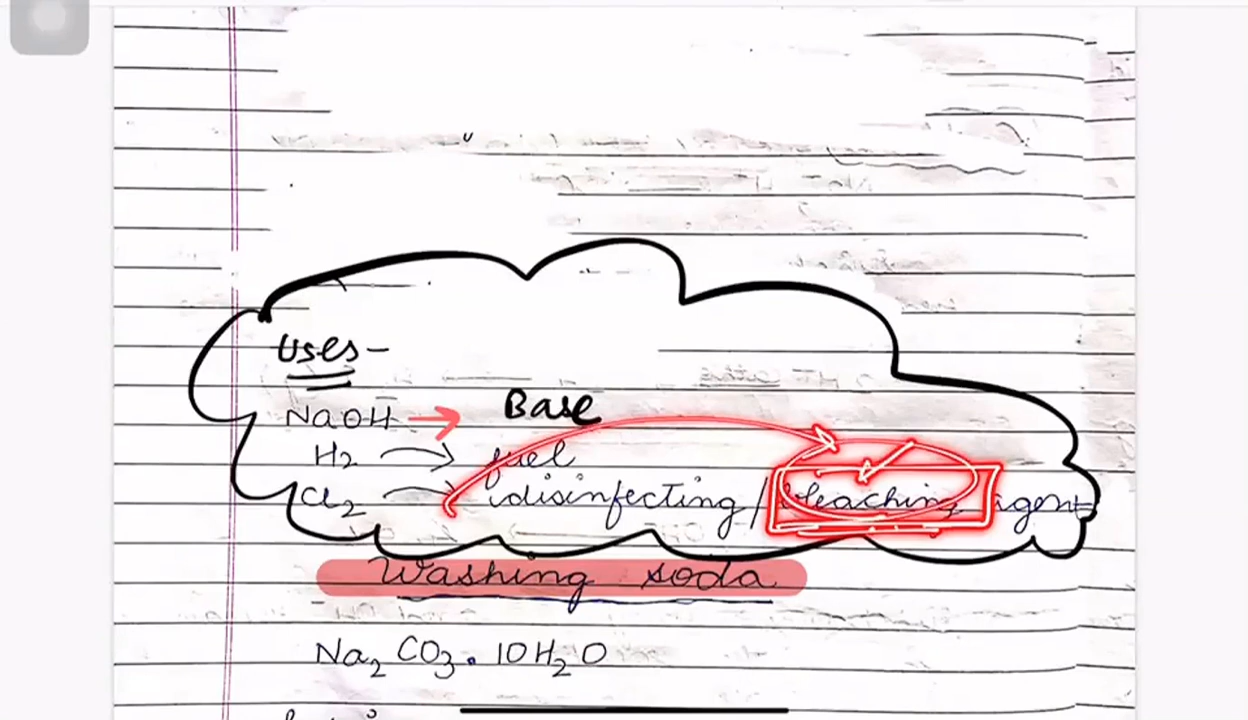 Uses-
NaOH → Base
H₂ → fuel
Cl₂ → disinfecting / bleaching agent
Washing soda
Na₂CO₃.10H₂O